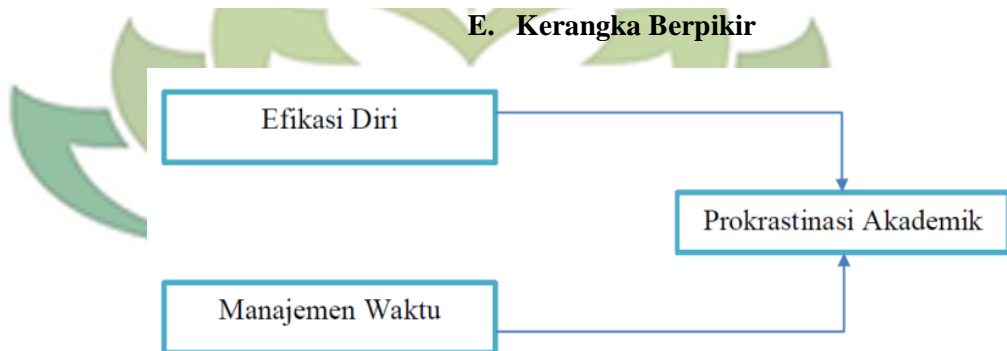 E. Kerangka Berpikir
Efikasi Diri
Prokrastinasi Akademik
Manajemen Waktu